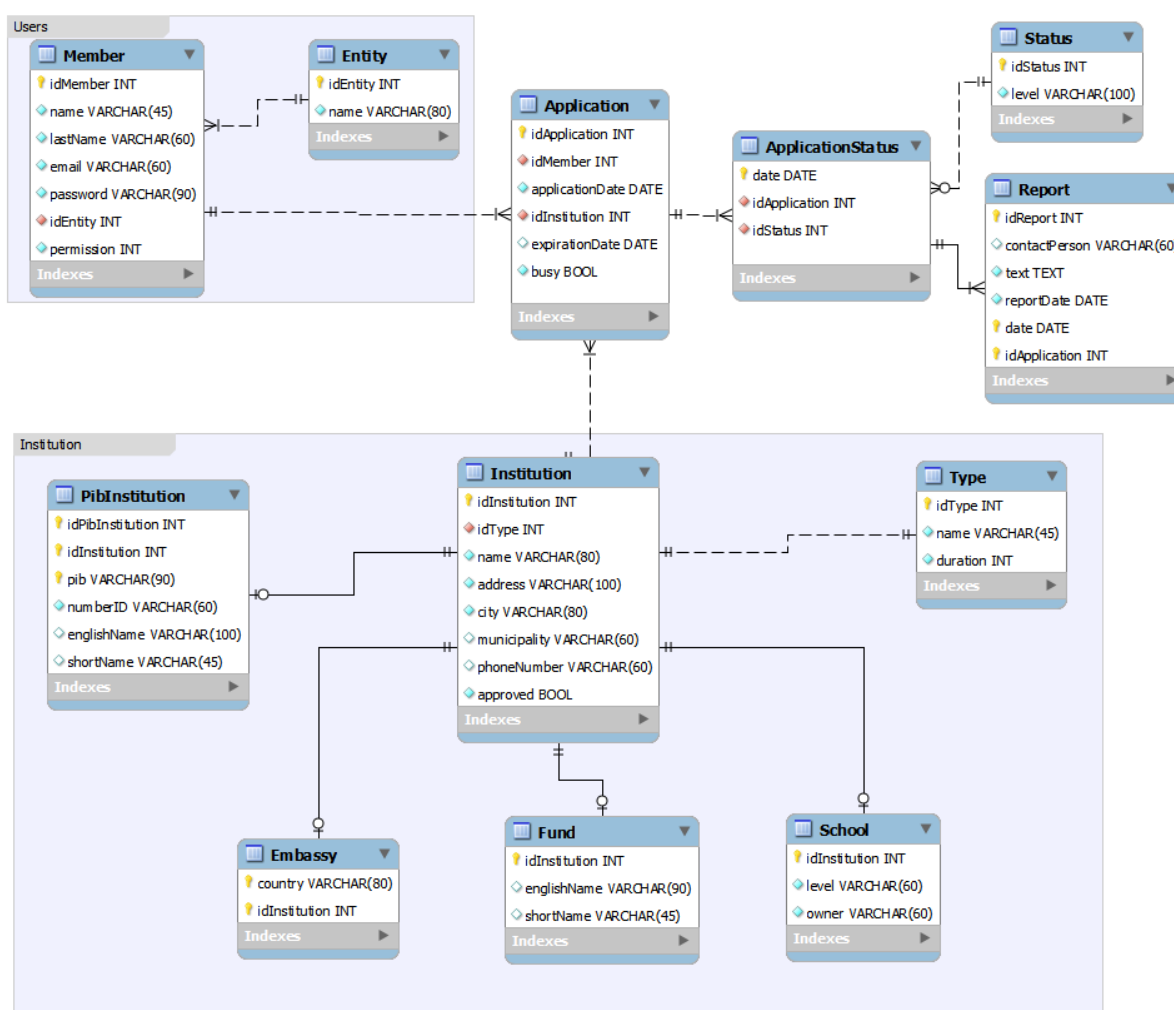 Users
Member
idMember INT
name VARCHAR(45)
lastName VARCHAR(60)
email VARCHAR(60)
password VARCHAR(90)
idEntity INT
permission INT
Indexes
Entity
idEntity INT
name VARCHAR(80)
Indexes
Application
idApplication INT
idMember INT
applicationDate DATE
idInstitution INT
expirationDate DATE
busy BOOL
Indexes
ApplicationStatus
date DATE
idApplication INT
idStatus INT
Indexes
Status
idStatus INT
level VARCHAR(100)
Indexes
Report
idReport INT
contactPerson VARCHAR(60
text TEXT
reportDate DATE
date DATE
idApplication INT
Indexes
Institution
PibInstitution
idPibInstitution INT
idInstitution INT
pib VARCHAR(90)
numberID VARCHAR(60)
englishName VARCHAR(100)
shortName VARCHAR(45)
Indexes
Institution
idInstitution INT
idType INT
name VARCHAR(80)
address VARCHAR(100)
city VARCHAR(80)
municipality VARCHAR(60)
phoneNumber VARCHAR(60)
approved BOOL
Indexes
Type
idType INT
name VARCHAR(45)
duration INT
Indexes
Embassy
country VARCHAR(80)
idInstitution INT
Indexes
Fund
idInstitution INT
englishName VARCHAR(90)
shortName VARCHAR(45)
Indexes
School
idInstitution INT
level VARCHAR(60)
owner VARCHAR(60)
Indexes